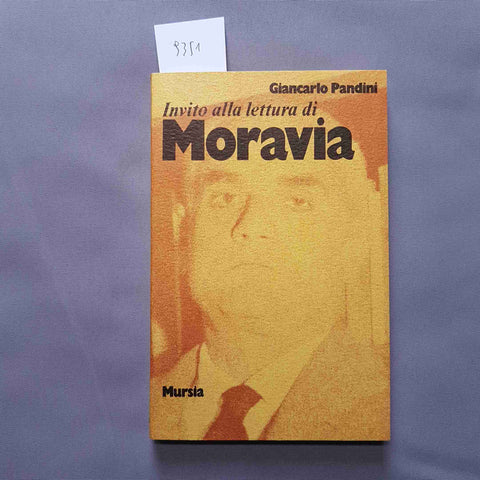 9351
Giancarlo Pandini
Invito alla lettura di
Moravia
Mursia